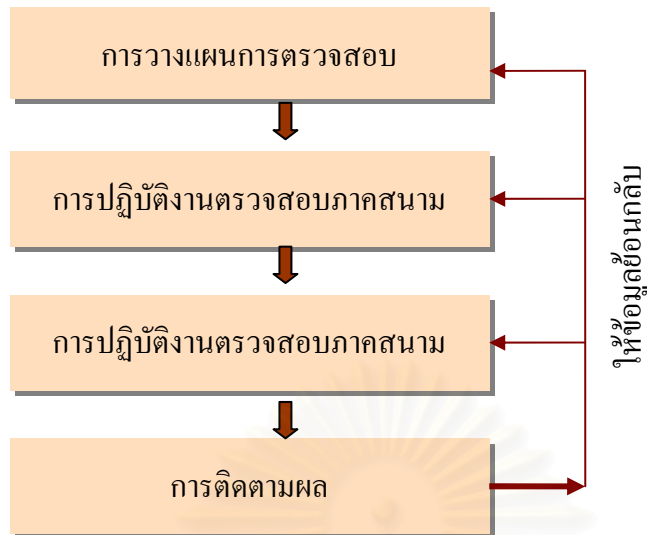 การวางแผนการตรวจสอบ
การปฏิบัติงานตรวจสอบภาคสนาม
การปฏิบัติงานตรวจสอบภาคสนาม
การติดตามผล
ให้ข้อมูลย้อนกลับ